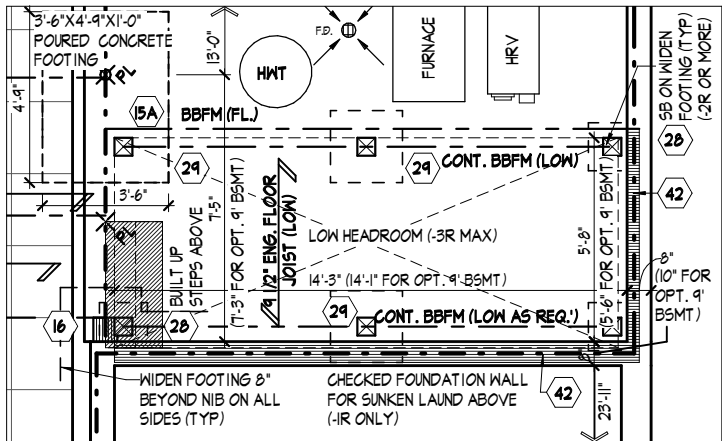 3'-6"X4'-9"X1'-0"
POURED CONCRETE
FOOTING
PL
4'-9"
3'-6"
13'-0"
F.D.
HWT
FURNACE
HRV
SB ON WIDEN
FOOTING (TYP)
(-2R OR MORE)
15A
BBFM (FL.)
28
29
29
CONT. BBFM (LOW)
42
7'-5"
(7'-3" FOR OPT. 9' BSMT)
9 1/2" ENG. FLOOR
JOIST (LOW)
LOW HEADROOM (-3R MAX)
5'-8"
(5'-6" FOR OPT. 9' BSMT)
PL
BUILT UP
STEPS ABOVE
14'-3" (14'-1" FOR OPT. 9' BSMT)
8"
(10" FOR
OPT. 9'
BSMT)
16
28
29
CONT. BBFM (LOW AS REQ.')
8"
WIDEN FOOTING 8"
BEYOND NIB ON ALL
SIDES (TYP)
CHECKED FOUNDATION WALL
FOR SUNKEN LAUND ABOVE
(-1R ONLY)
42
23'-11"